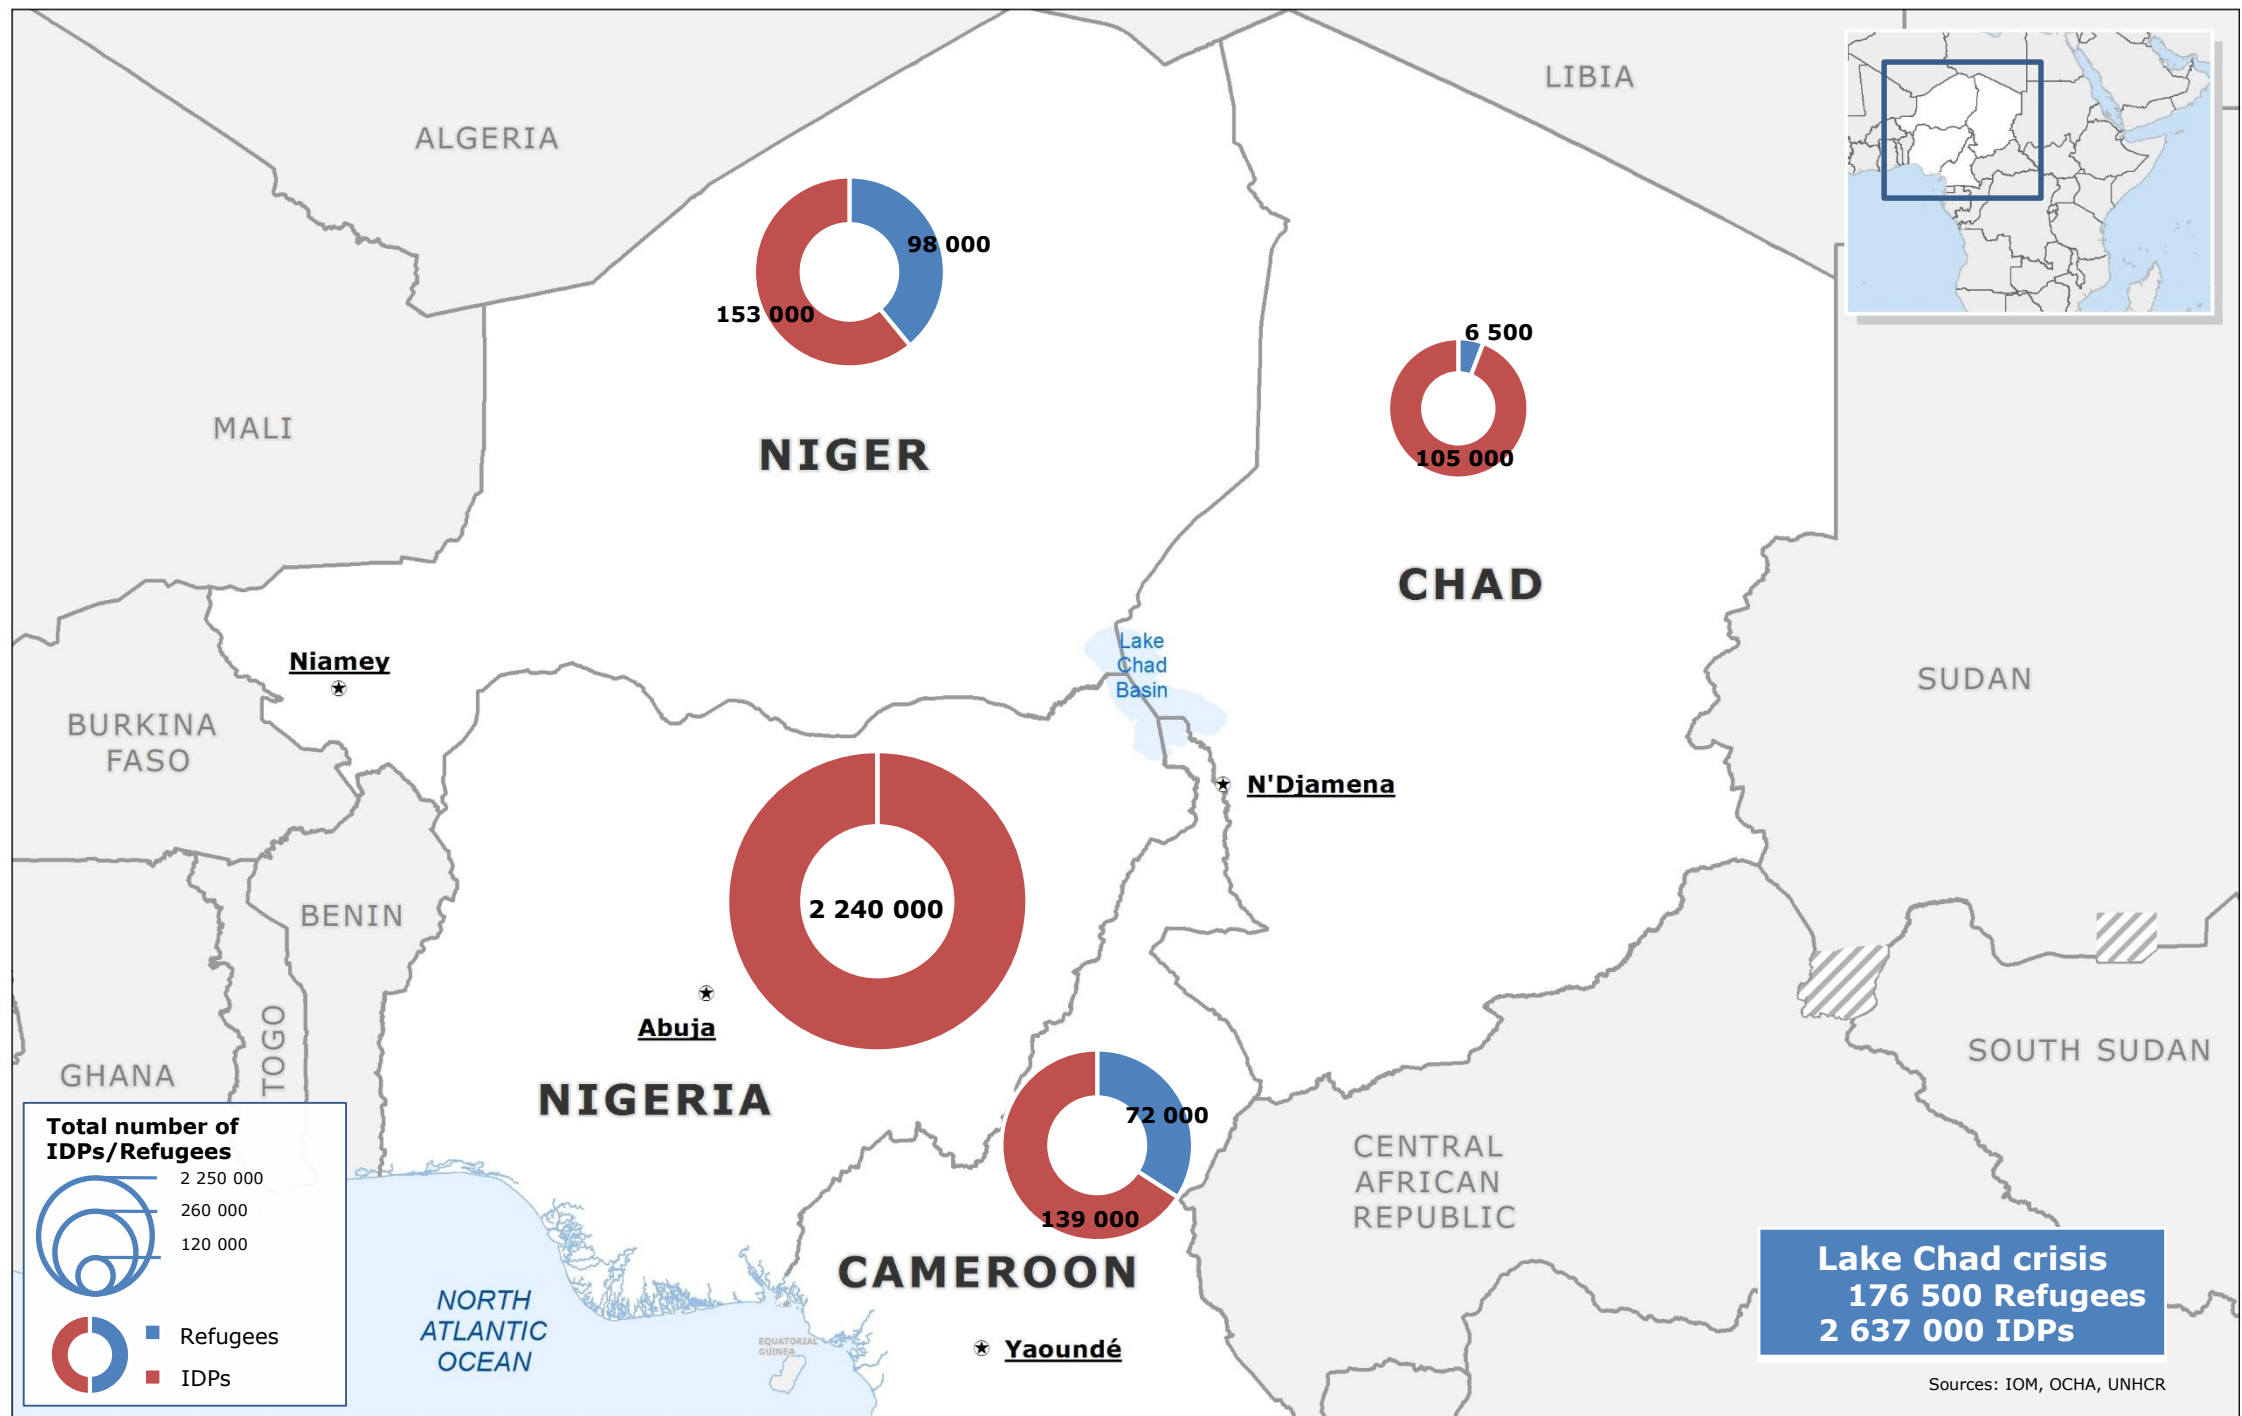 LIBIA
ALGERIA
98 000
153 000
6 500
105 000
MALI
NIGER
CHAD
Lake
Chad
Basin
Niamey
SUDAN
BURKINA
FASO
N'Djamena
2 240 000
BENIN
Abuja
TOGO
GHANA
NIGERIA
SOUTH SUDAN
72 000
139 000
CENTRAL
AFRICAN
REPUBLIC
CAMEROON
Total number of
IDPs/Refugees
2 250 000
260 000
120 000
Refugees
IDPs
NORTH
ATLANTIC
OCEAN
EQUATORIAL
GUINEA
Yaoundé
Lake Chad crisis
176 500 Refugees
2 637 000 IDPs
Sources: IOM, OCHA, UNHCR